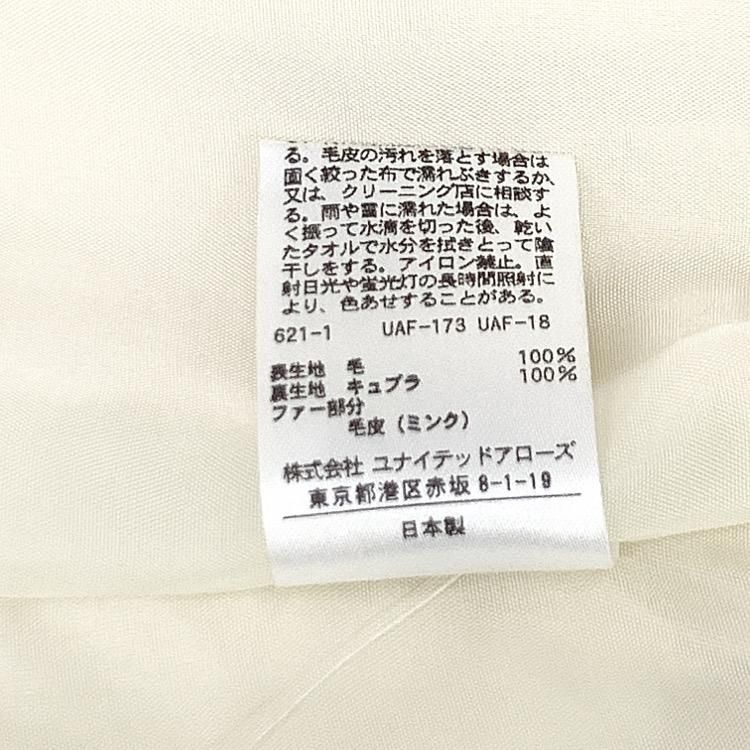 る。毛皮の汚れを落とす場合は
固く絞った布で濡れぶきするか、
又は、クリーニング店に相談す
る。雨や雪に濡れた場合は、よ
く振って水滴を切った後、乾い
たタオルで水分を拭きとって陰
干しをする。アイロン禁止。直
射日光や蛍光灯の長時間照射に
より、色あせすることがある。
621-1 UAF-173 UAF-18
表生地 毛 100%
裏生地 キュプラ 100%
ファー部分
毛皮（ミンク）
株式会社 ユナイテッドアローズ
東京都港区赤坂 8-1-19
日本製